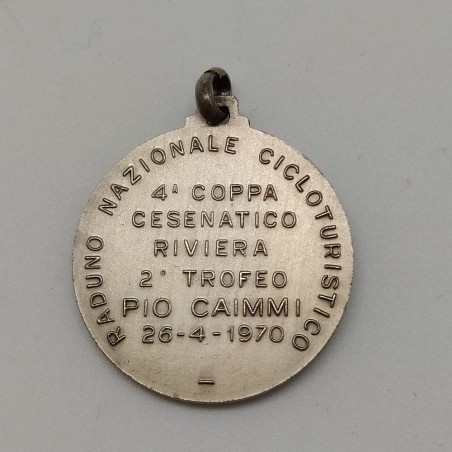 RADUNO NAZIONALE CICLOTURISTICO
4ª COPPA
CESENATICO
RIVIERA
2° TROFEO
PIO CAIMMI
26-4-1970